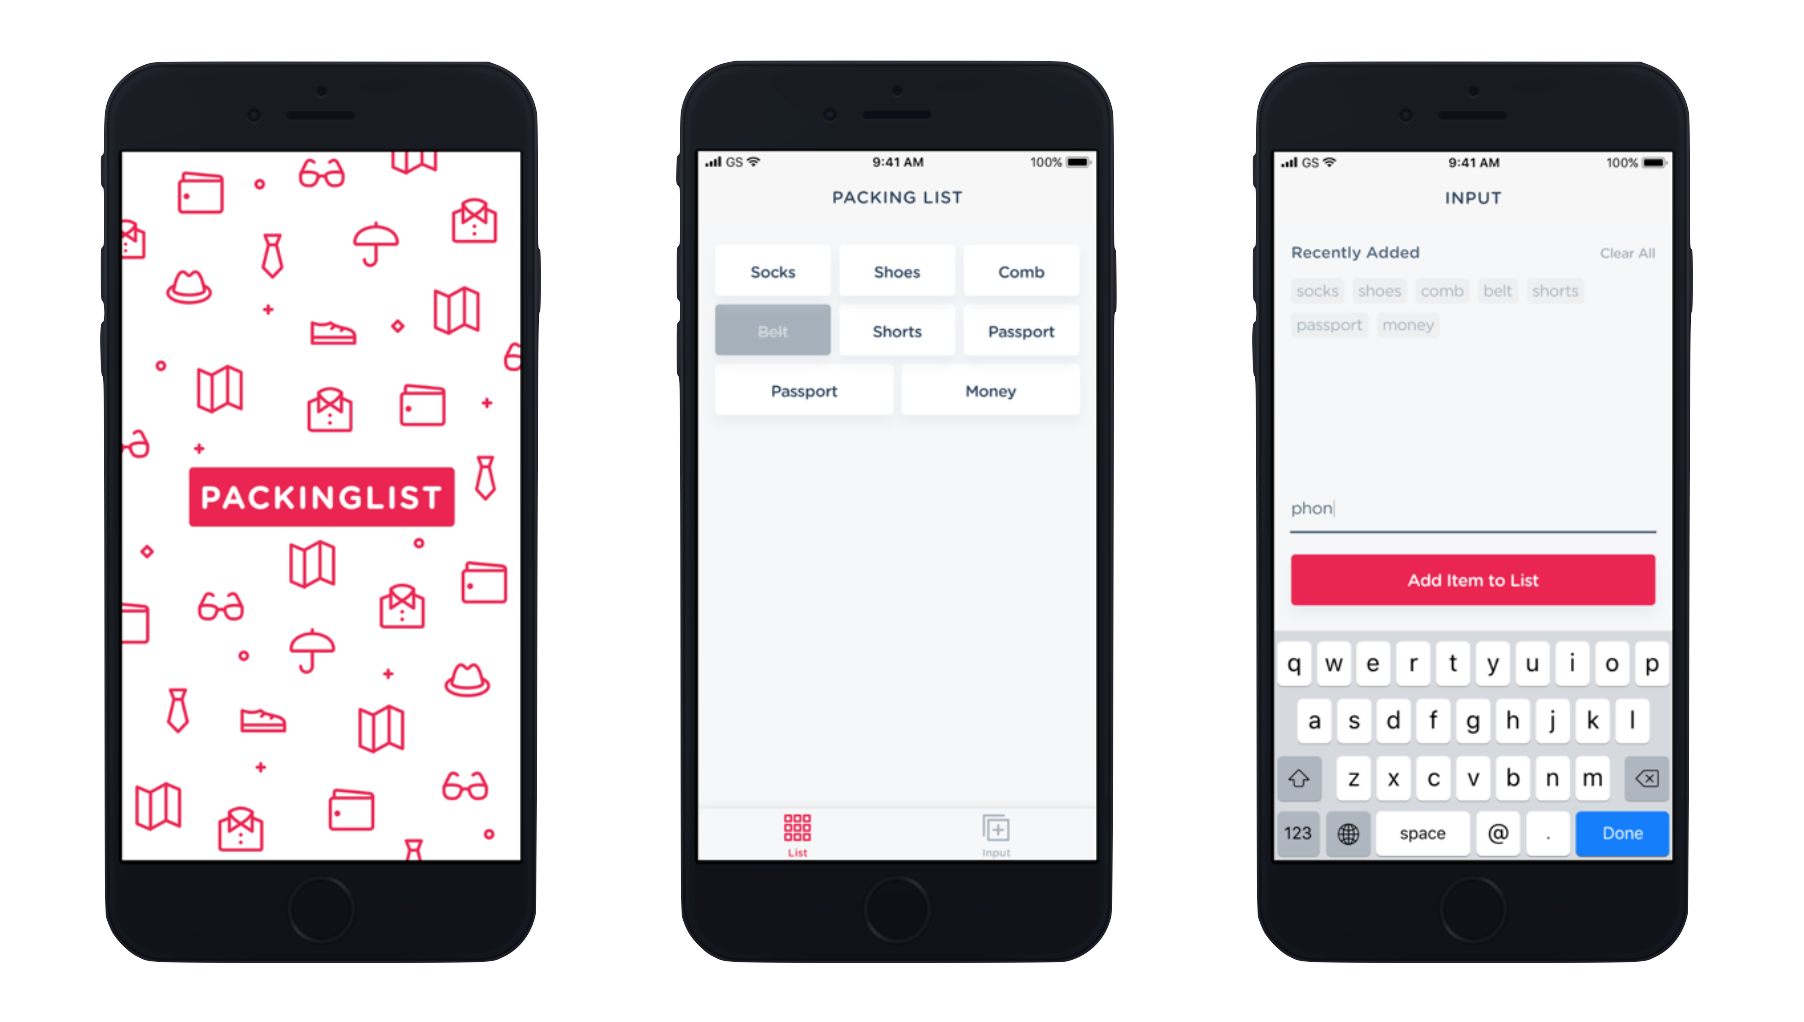 PACKINGLIST
GS 9:41 AM 100%
PACKING LIST
Socks Shoes Comb
Belt Shorts Passport
Passport Money
List Input
GS 9:41 AM 100%
INPUT
Recently Added Clear All
socks shoes comb belt shorts
passport money
phon
Add Item to List
q w e r t y u i o p
a s d f g h j k l
z x c v b n m
123 space @ . Done